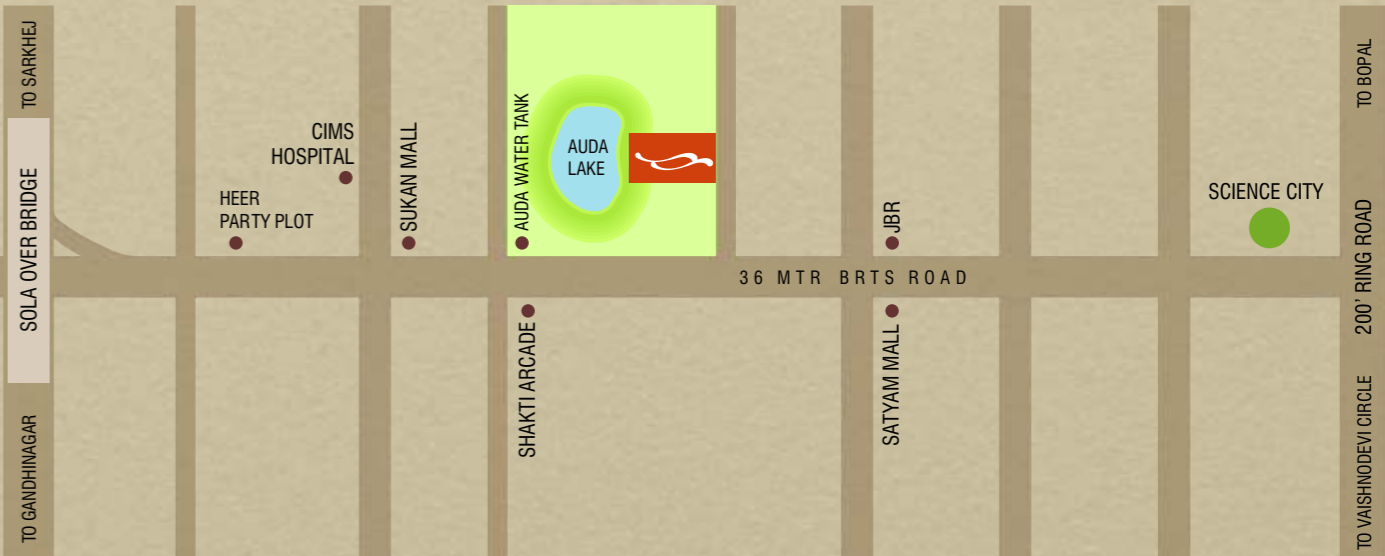 TO SARKHEJ
SOLA OVER BRIDGE
TO GANDHINAGAR
CIMS
HOSPITAL
HEER
PARTY PLOT
SUKAN MALL
AUDA WATER TANK
AUDA
LAKE
SHAKTI ARCADE
36 MTR BRTS ROAD
JBR
SATYAM MALL
SCIENCE CITY
TO BOPAL
200' RING ROAD
TO VAISHNODEVI CIRCLE